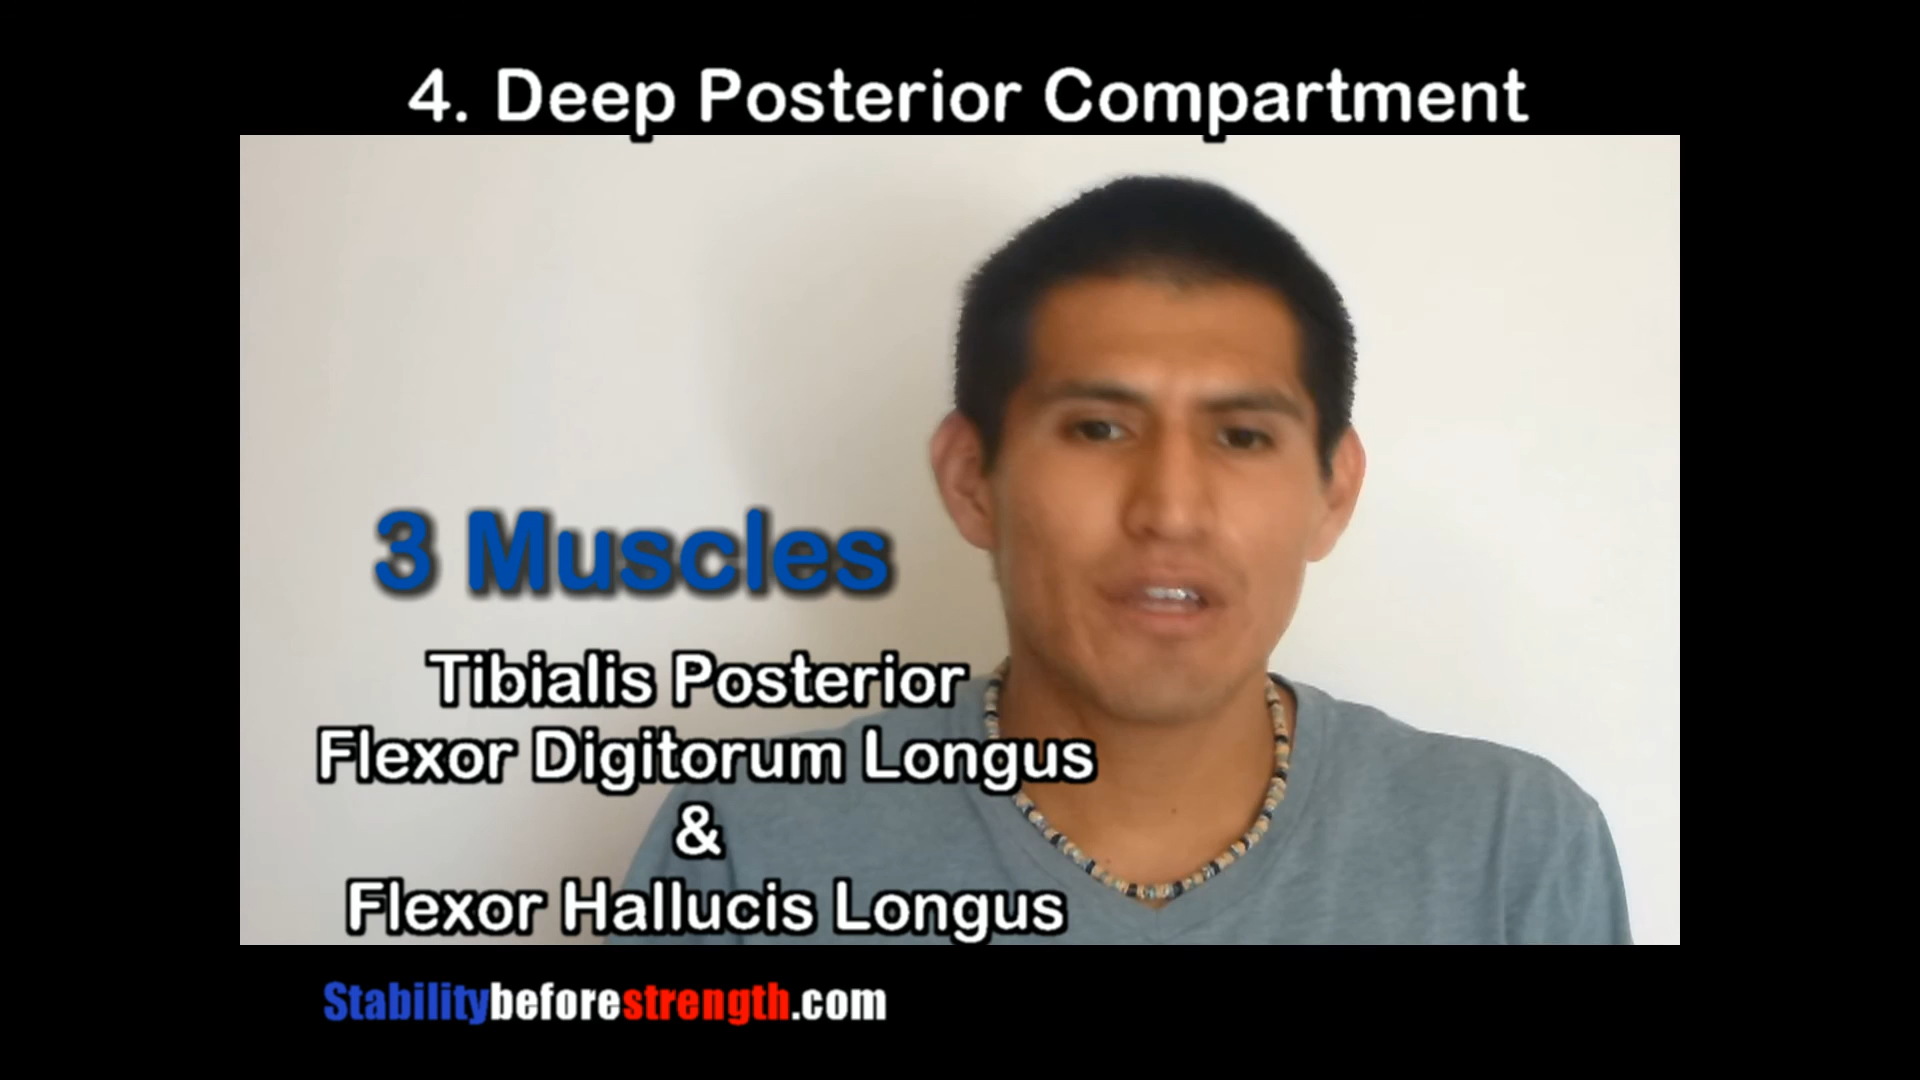 4. Deep Posterior Compartment
3 Muscles
Tibialis Posterior
Flexor Digitorum Longus
&
Flexor Hallucis Longus
Stabilitybeforestrength.com